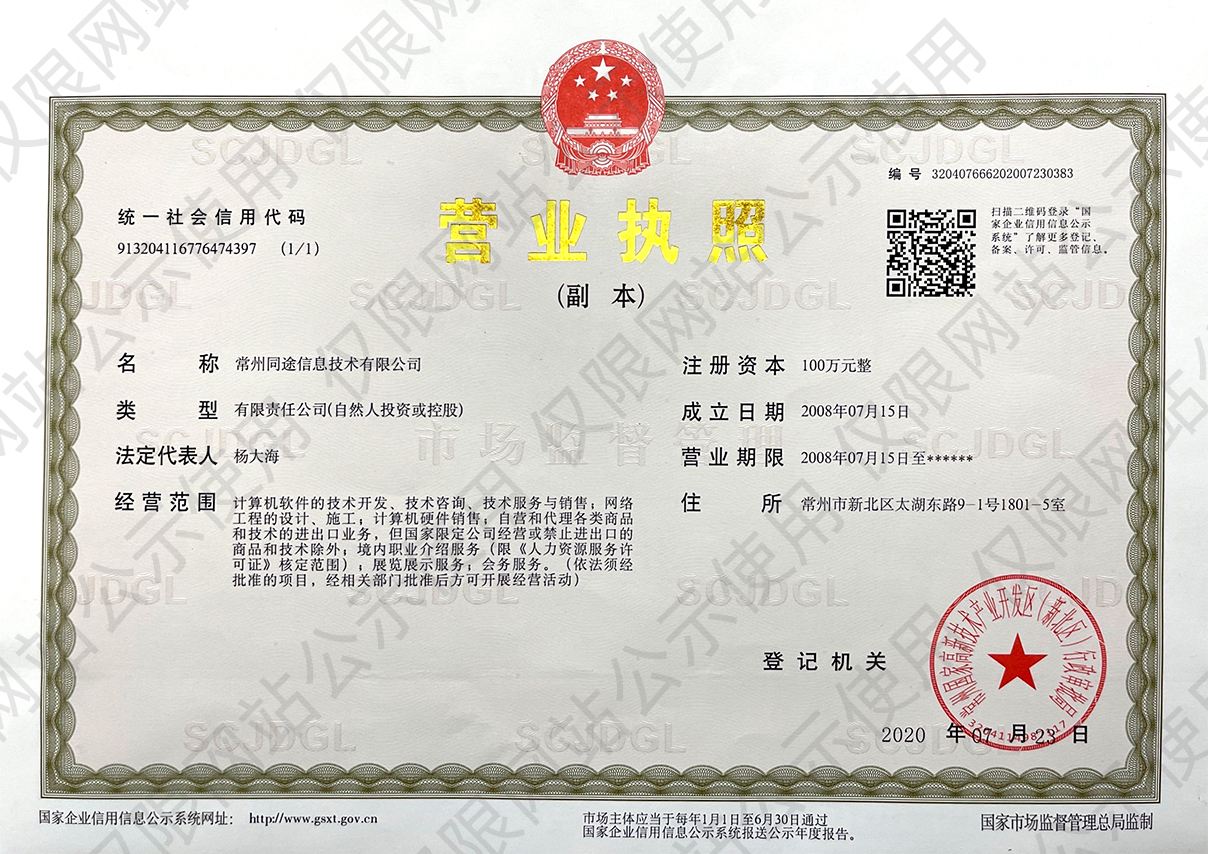 编号 320407666202007230383
统一社会信用代码
913204116776474397 (1/1)
营业执照
(副 本)
扫描二维码登录“国
家企业信用信息公示
系统”了解更多登记、
备案、许可、监管信息。
名 称 常州同途信息技术有限公司
类 型 有限责任公司(自然人投资或控股)
法定代表人 杨大海
经营范围 计算机软件的技术开发、技术咨询、技术服务与销售；网络
工程的设计、施工；计算机硬件销售；自营和代理各类商品
和技术的进出口业务，但国家限定公司经营或禁止进出口的
商品和技术除外；境内职业介绍服务（限《人力资源服务许
可证》核定范围）；展览展示服务；会务服务。（依法须经
批准的项目，经相关部门批准后方可开展经营活动）
注册资本 100万元整
成立日期 2008年07月15日
营业期限 2008年07月15日至******
住 所 常州市新北区太湖东路9-1号1801-5室
登记机关
常州国家高新技术产业开发区（新北区）行政审批局
2020 年 07 月 23 日
国家企业信用信息公示系统网址： http://www.gsxt.gov.cn
市场主体应当于每年1月1日至6月30日通过
国家企业信用信息公示系统报送公示年度报告。
国家市场监督管理总局监制
SCJDGL
市场监督管理
仅限网站公示使用